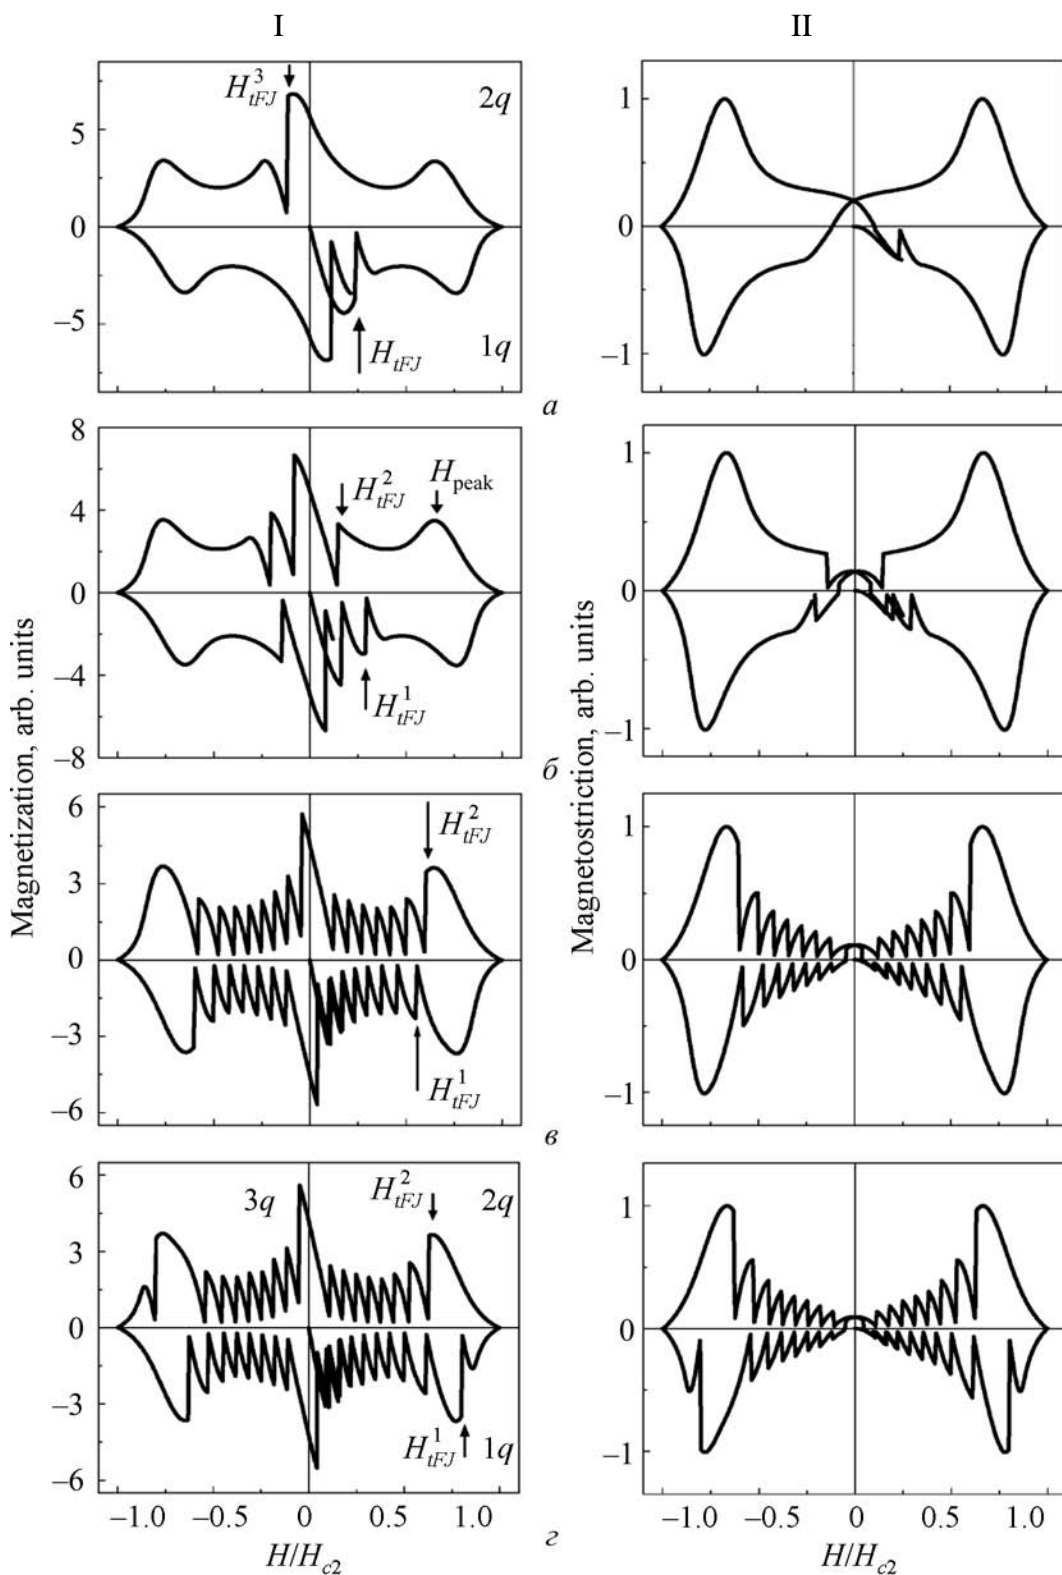 I II
H³ₜFJ 2q
5
0
−5
HₜFJ
1q
1
0
−1
а
8
4
0
−4
−8
H²ₜFJ
Hpeak
H¹ₜFJ
1
0
−1
б
6
3
0
−3
−6
H²ₜFJ
H¹ₜFJ
1
0
−1
в
6
3
0
−3
−6
3q H²ₜFJ 2q
H¹ₜFJ 1q
1
0
−1
−1.0 −0.5 0 0.5 1.0
H/Hc2
г
−1.0 −0.5 0 0.5 1.0
H/Hc2
Magnetization, arb. units
Magnetostriction, arb. units